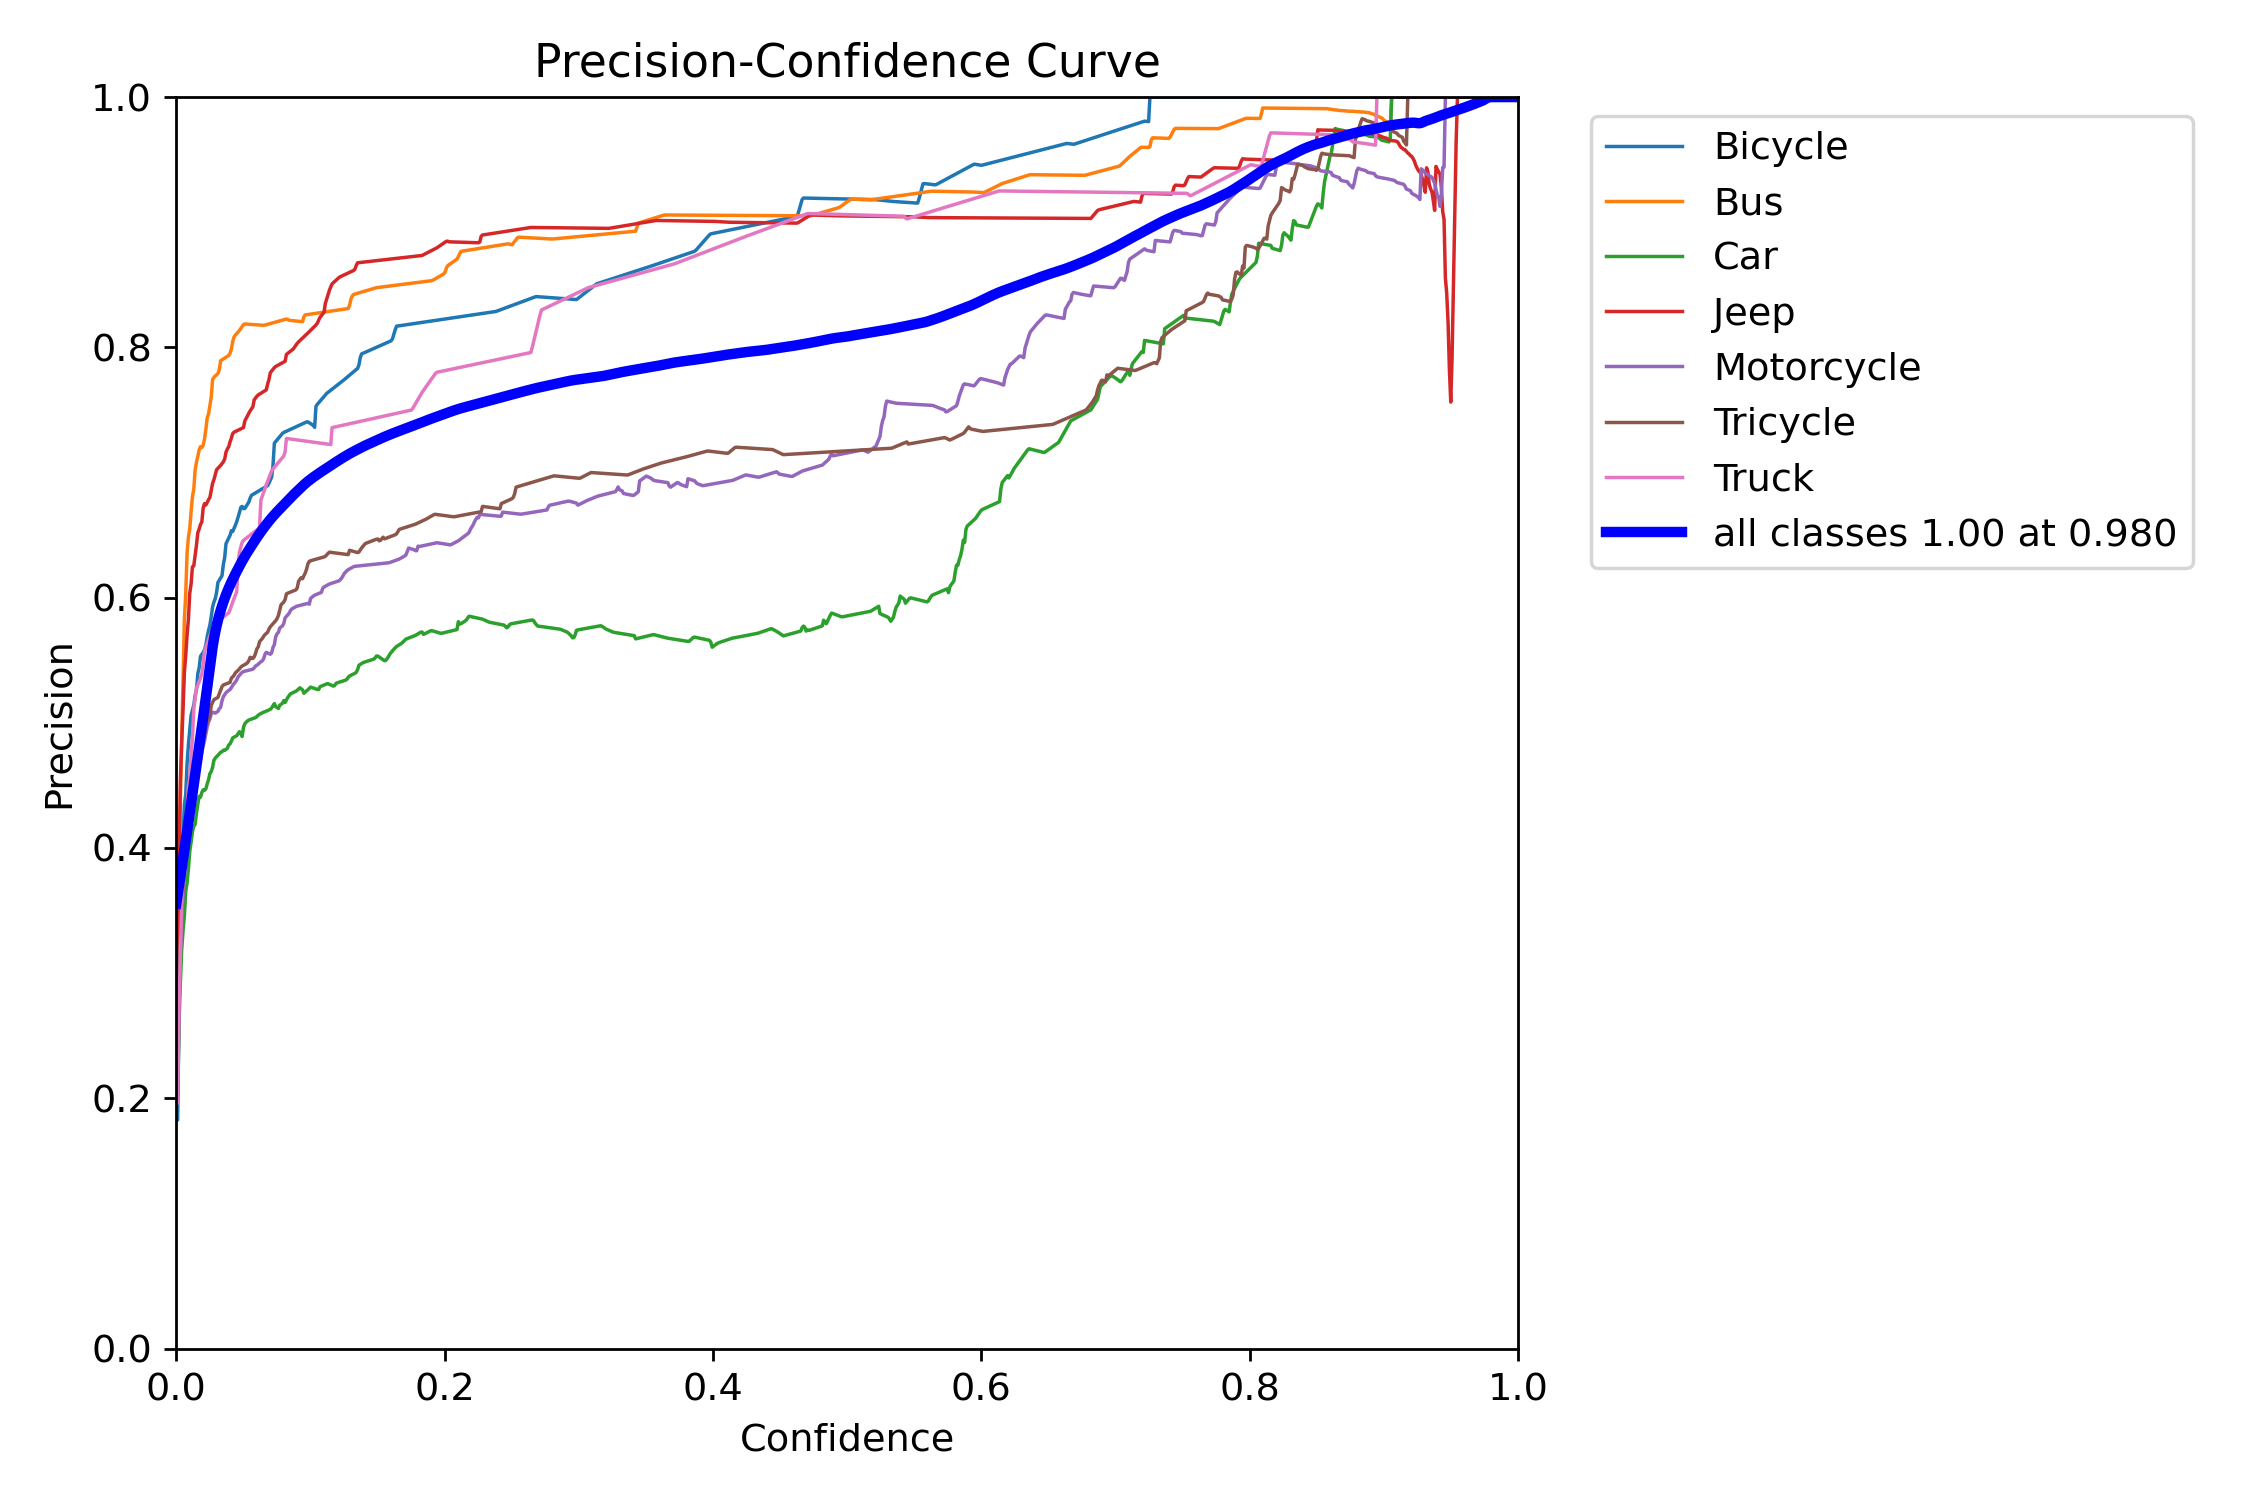 Precision-Confidence Curve
1.0
0.8
0.6
0.4
0.2
0.0
Precision
0.0 0.2 0.4 0.6 0.8 1.0
Confidence
Bicycle
Bus
Car
Jeep
Motorcycle
Tricycle
Truck
all classes 1.00 at 0.980